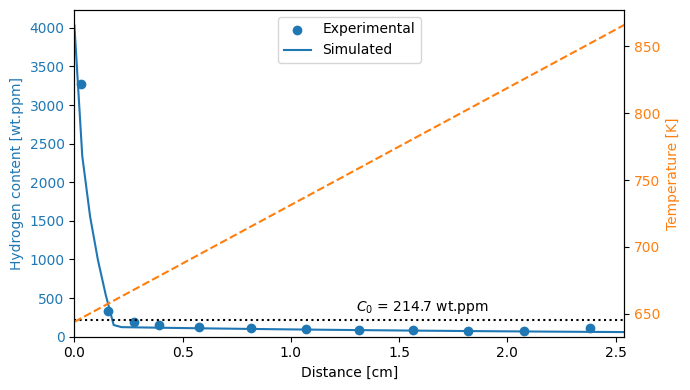 Experimental
Simulated
Hydrogen content [wt.ppm]
4000
3500
3000
2500
2000
1500
1000
500
0
850
800
750
700
650
Temperature [K]
C₀ = 214.7 wt.ppm
0.0 0.5 1.0 1.5 2.0 2.5
Distance [cm]